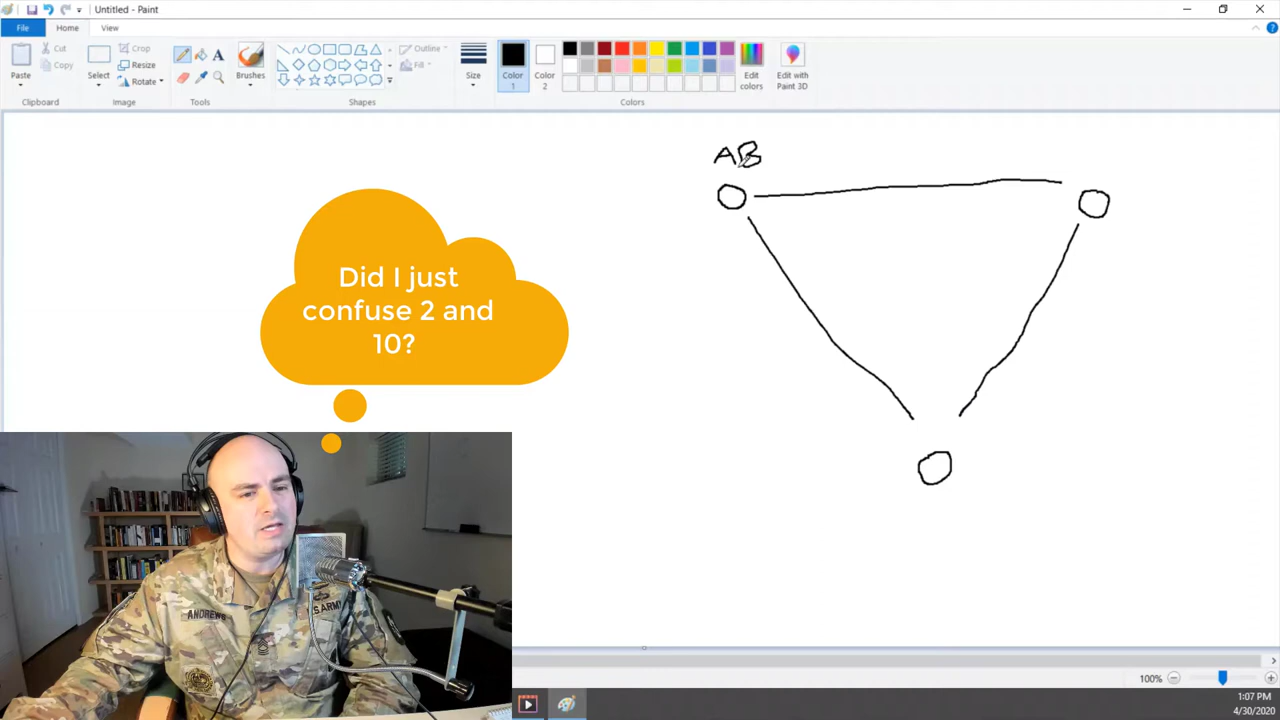 Untitled - Paint
File Home View
Paste
Cut
Copy
Clipboard
Select
Crop
Resize
Rotate
Image
A
Tools
Brushes
Outline
Fill
Shapes
Size
Color 1
Color 2
Edit colors
Colors
Edit with Paint 3D
AB
Did I just
confuse 2 and
10?
ANDREWS
U.S. ARMY
100%
1:07 PM
4/30/2020